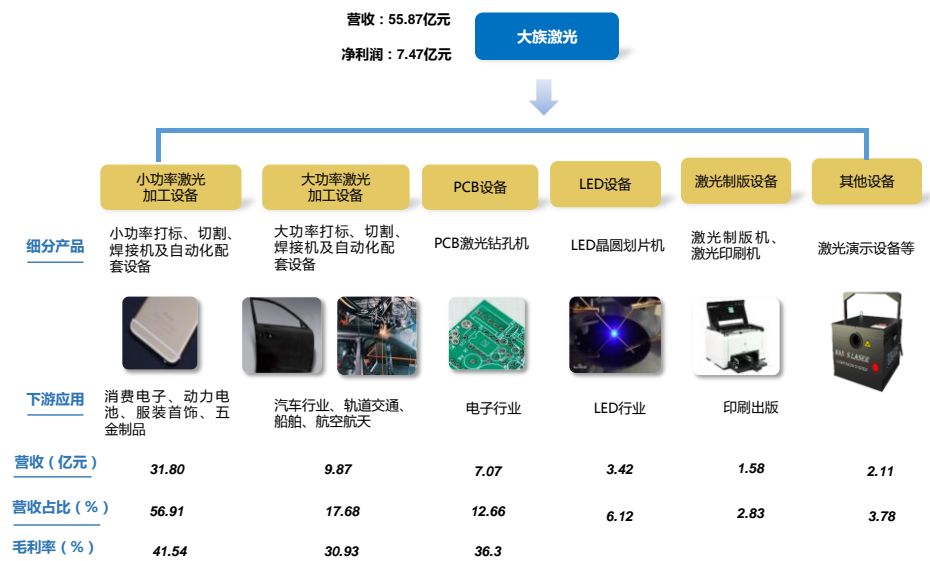 营收：55.87亿元
净利润：7.47亿元
大族激光
小功率激光
加工设备
大功率激光
加工设备
PCB设备
LED设备
激光制版设备
其他设备
细分产品
小功率打标、切割、
焊接机及自动化配
套设备
大功率打标、切割、
焊接机及自动化配
套设备
PCB激光钻孔机
LED晶圆划片机
激光制版机、
激光印刷机
激光演示设备等
下游应用
消费电子、动力电
池、服装首饰、五
金制品
汽车行业、轨道交通、
船舶、航空航天
电子行业
LED行业
印刷出版
营收（亿元）
31.80
9.87
7.07
3.42
1.58
2.11
营收占比（%）
56.91
17.68
12.66
6.12
2.83
3.78
毛利率（%）
41.54
30.93
36.3